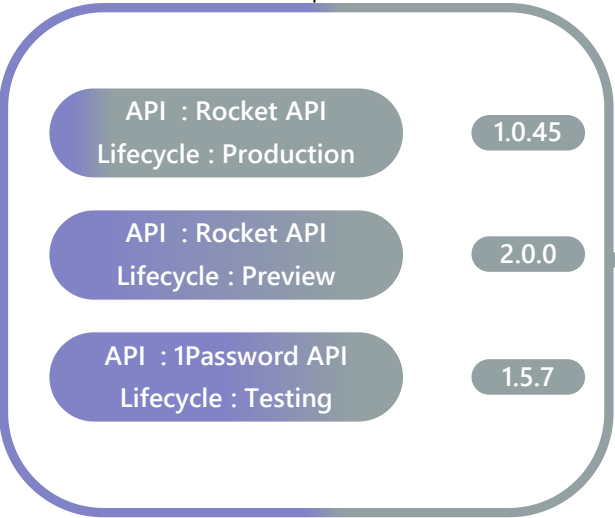 API : Rocket API
Lifecycle : Production
1.0.45
API : Rocket API
Lifecycle : Preview
2.0.0
API : 1Password API
Lifecycle : Testing
1.5.7